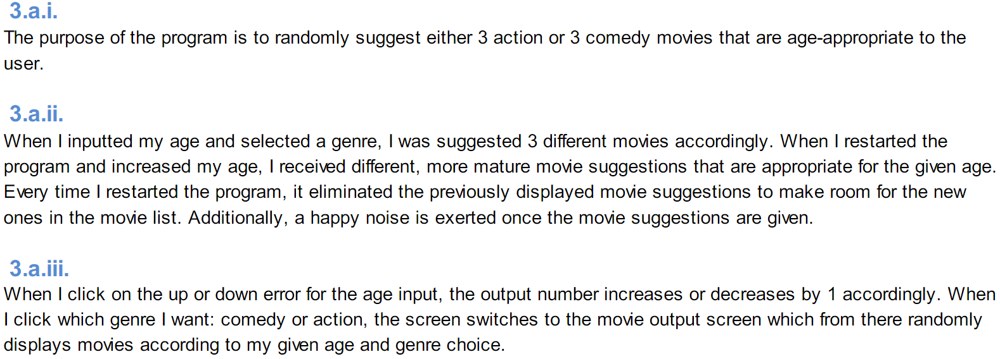 3.a.i.
The purpose of the program is to randomly suggest either 3 action or 3 comedy movies that are age-appropriate to the
user.
3.a.ii.
When I inputted my age and selected a genre, I was suggested 3 different movies accordingly. When I restarted the
program and increased my age, I received different, more mature movie suggestions that are appropriate for the given age.
Every time I restarted the program, it eliminated the previously displayed movie suggestions to make room for the new
ones in the movie list. Additionally, a happy noise is exerted once the movie suggestions are given.
3.a.iii.
When I click on the up or down error for the age input, the output number increases or decreases by 1 accordingly. When
I click which genre I want: comedy or action, the screen switches to the movie output screen which from there randomly
displays movies according to my given age and genre choice.